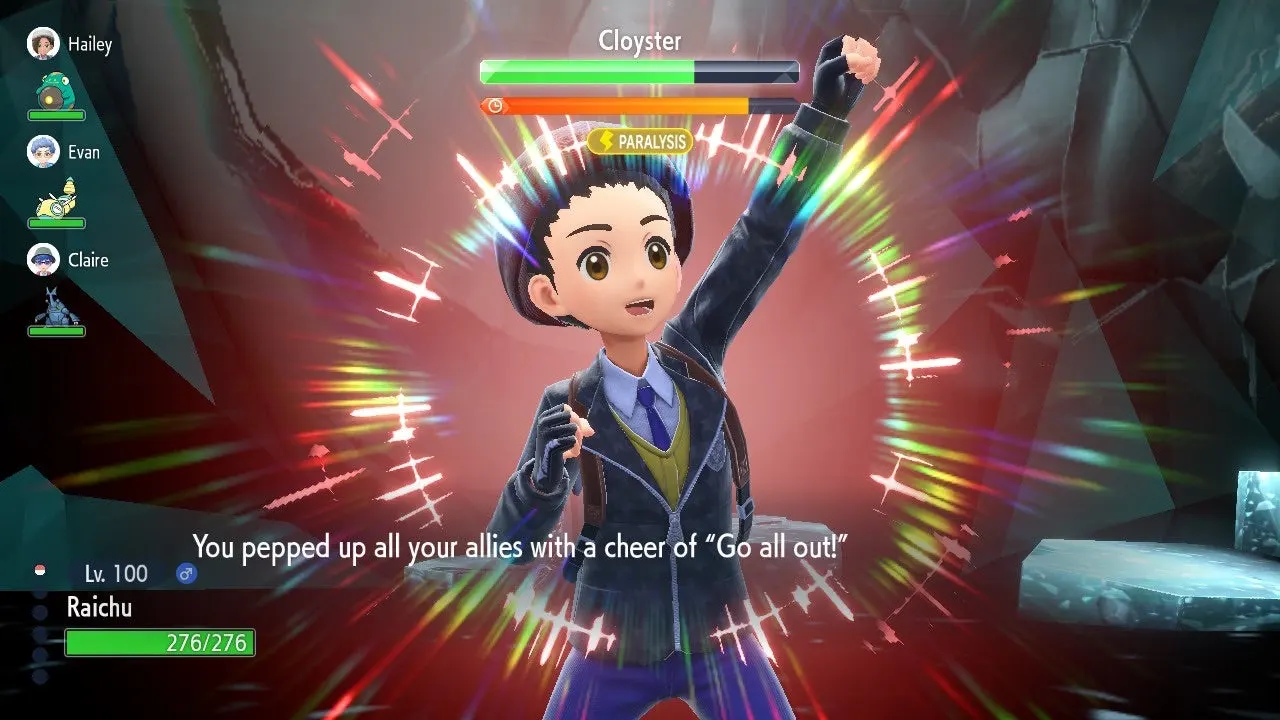 Hailey
Cloyster
PARALYSIS
Evan
Claire
You pepped up all your allies with a cheer of “Go all out!”
Lv. 100
Raichu
276/276